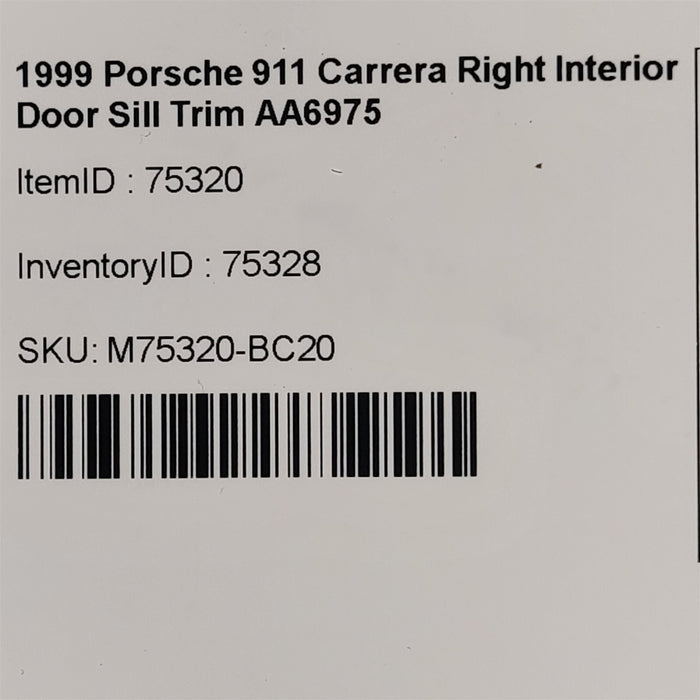 1999 Porsche 911 Carrera Right Interior
Door Sill Trim AA6975
ItemID : 75320
InventoryID : 75328
SKU: M75320-BC20